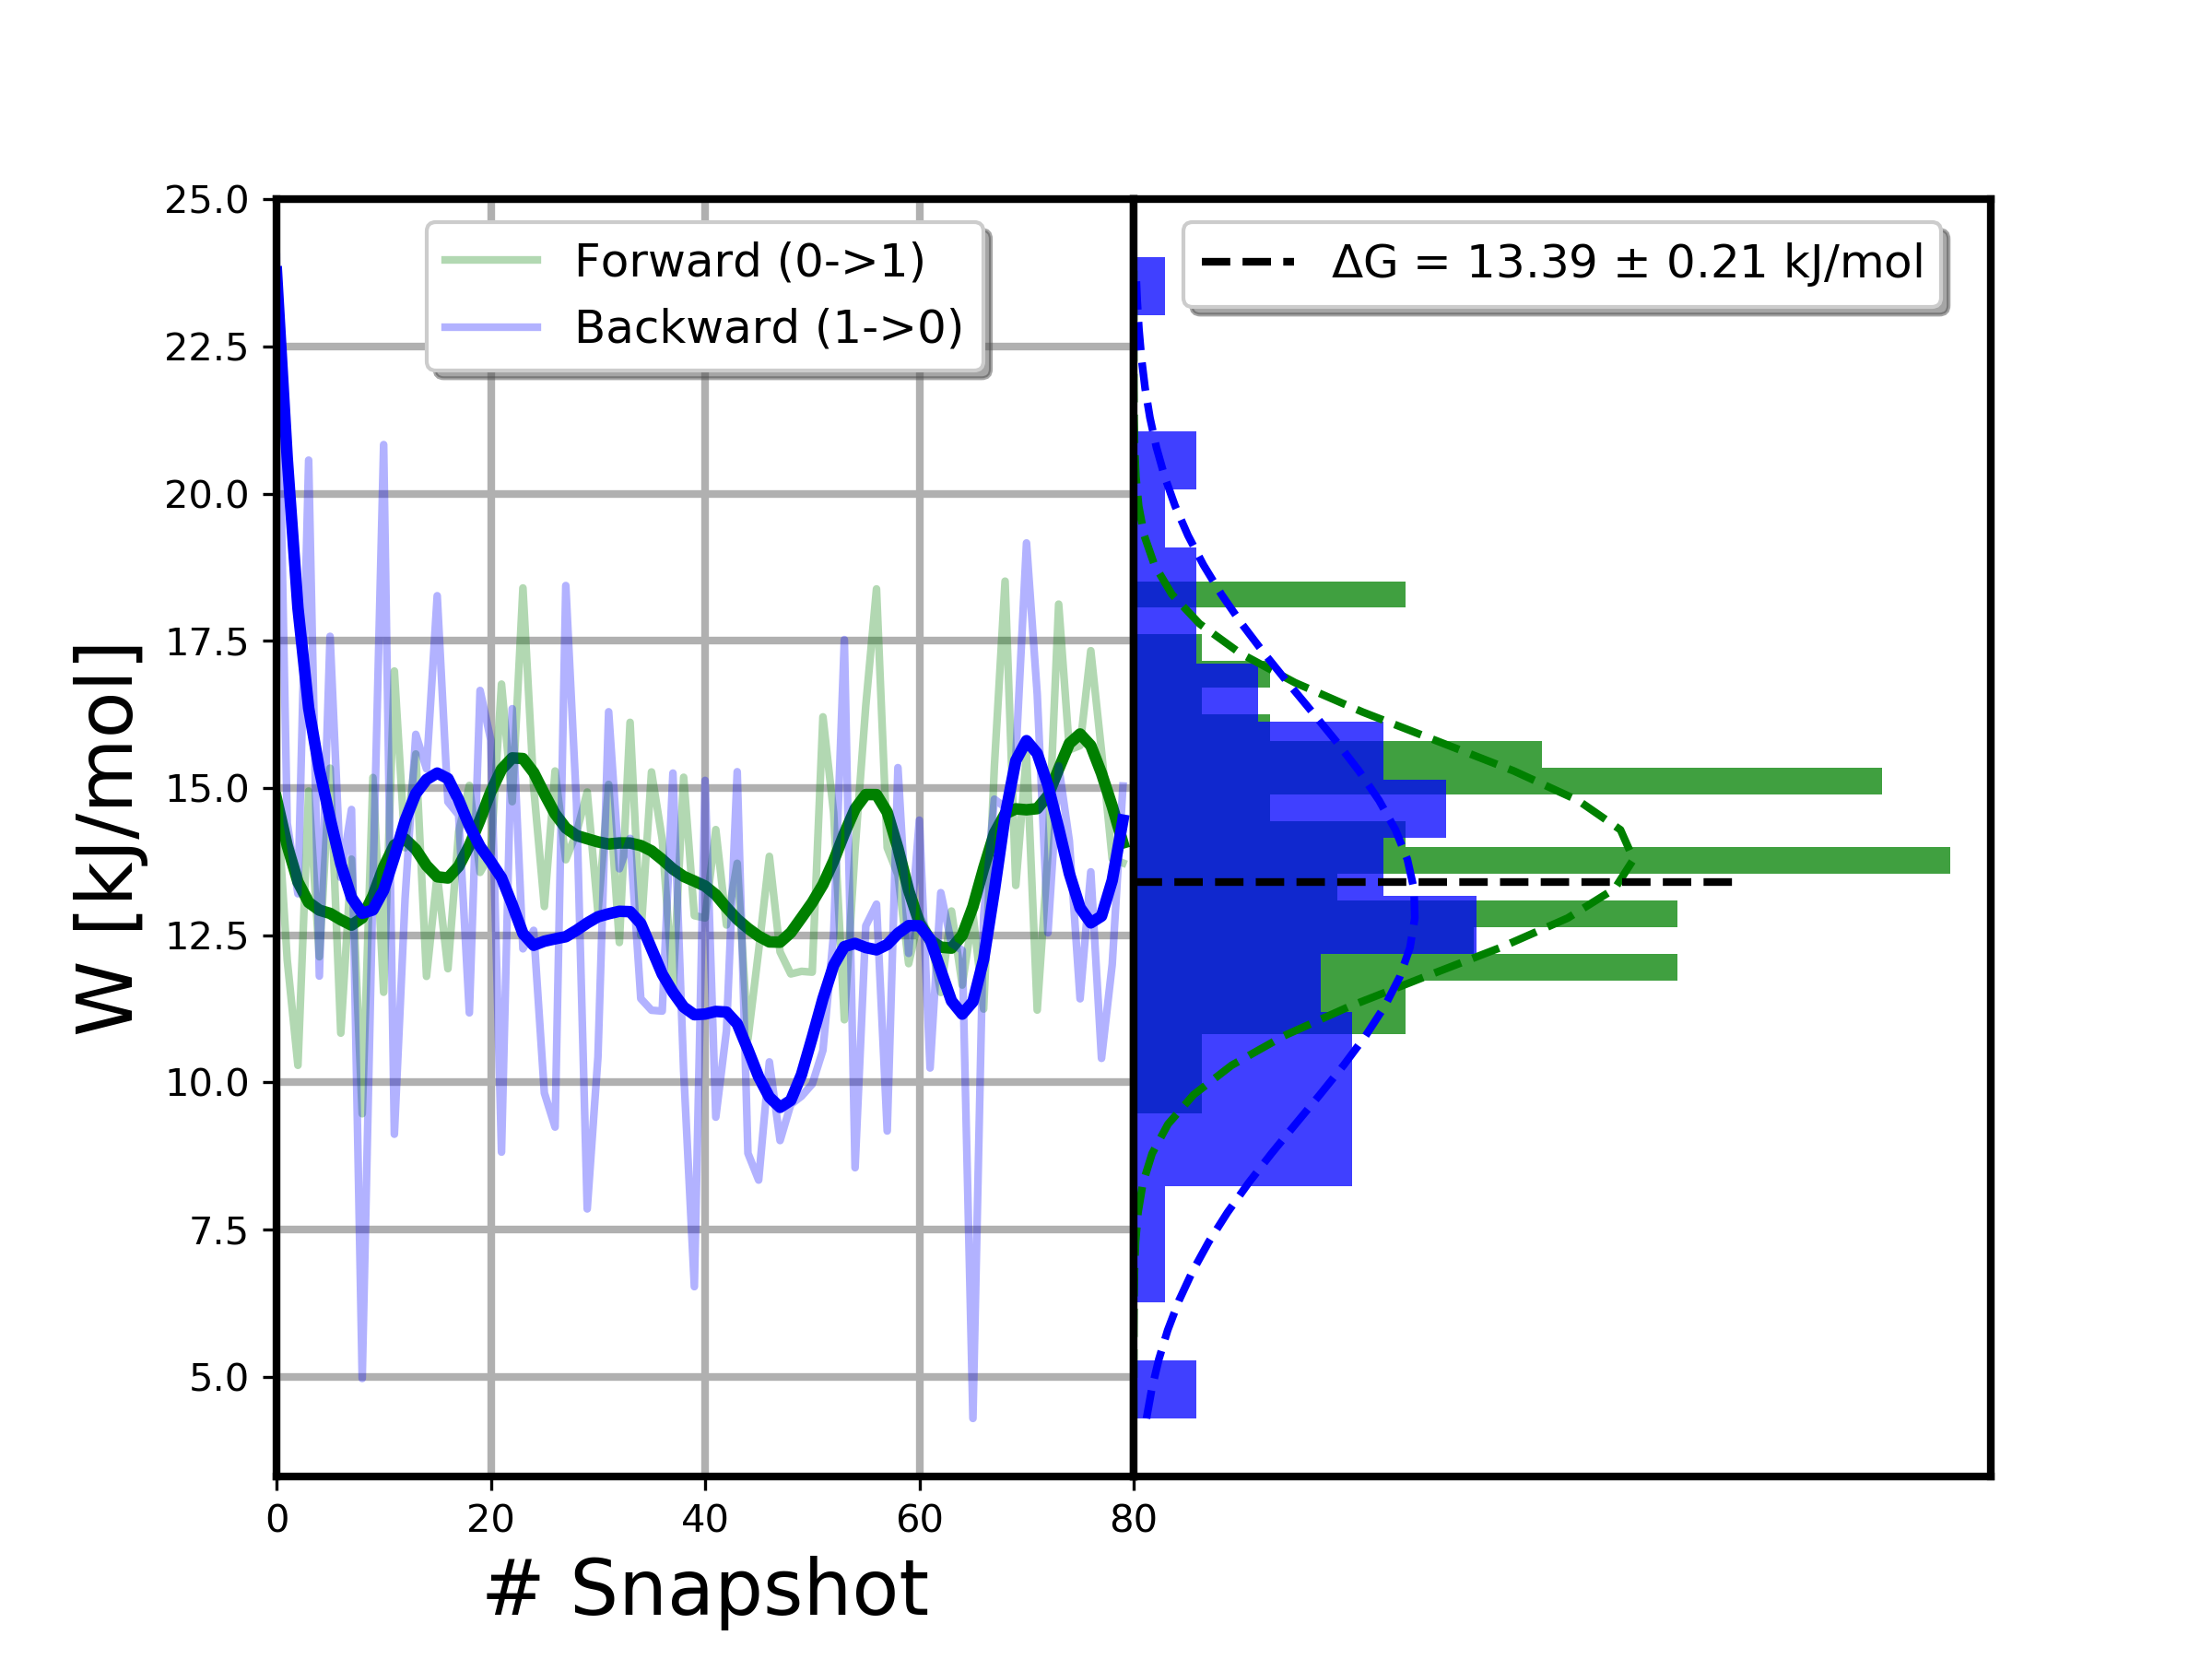 25.0
22.5
20.0
17.5
15.0
12.5
10.0
7.5
5.0
W [kJ/mol]
Forward (0->1)
Backward (1->0)
ΔG = 13.39 ± 0.21 kJ/mol
0 20 40 60 80
# Snapshot